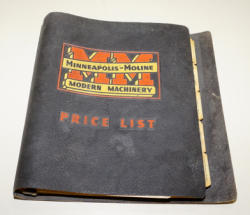 MM
MINNEAPOLIS-MOLINE
MODERN MACHINERY
PRICE LIST